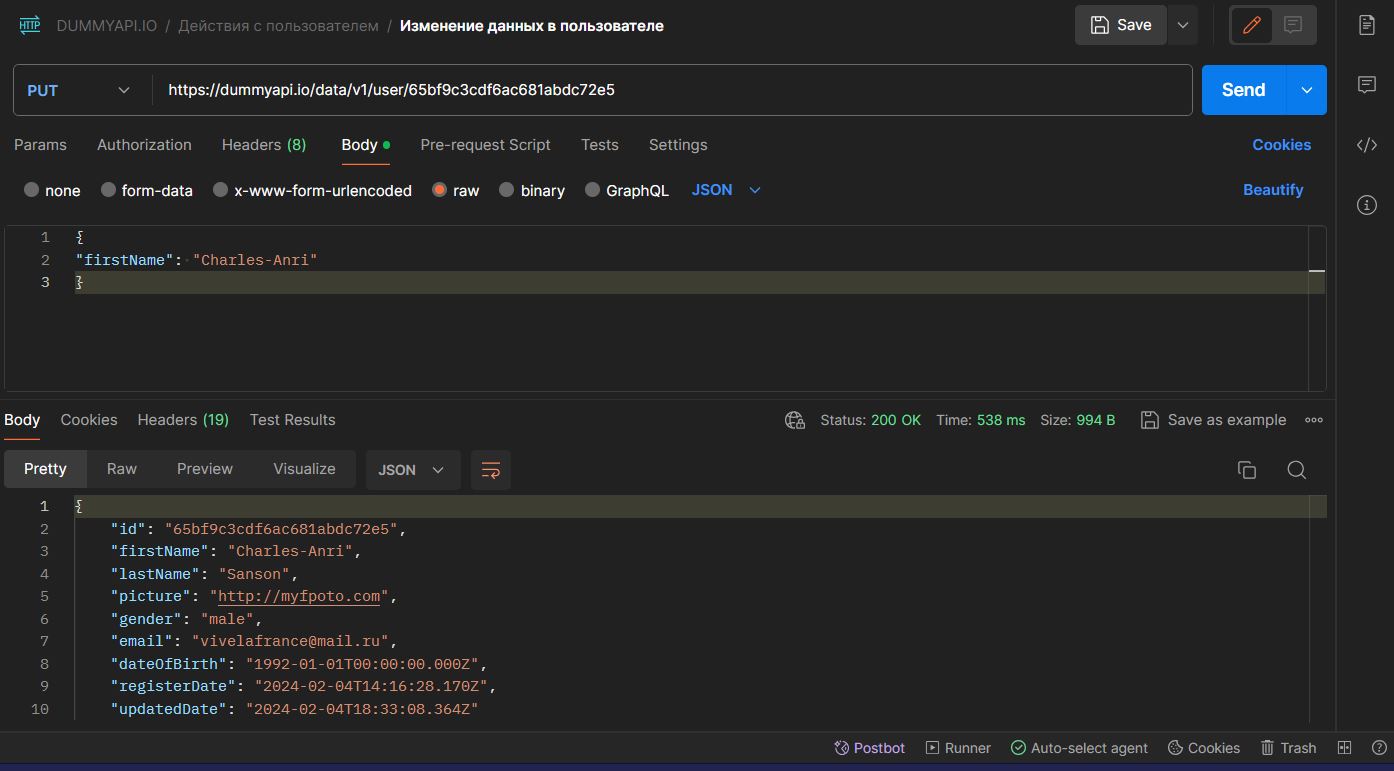 HTTP DUMMYAPI.IO / Действия с пользователем / Изменение данных в пользователе Save
PUT https://dummyapi.io/data/v1/user/65bf9c3cdf6ac681abdc72e5 Send
Params Authorization Headers (8) Body Pre-request Script Tests Settings Cookies
none form-data x-www-form-urlencoded raw binary GraphQL JSON Beautify
1 {
2 "firstName": "Charles-Anri"
3 }
Body Cookies Headers (19) Test Results Status: 200 OK Time: 538 ms Size: 994 B Save as example
Pretty Raw Preview Visualize JSON
1 {
2 "id": "65bf9c3cdf6ac681abdc72e5",
3 "firstName": "Charles-Anri",
4 "lastName": "Sanson",
5 "picture": "http://myfpoto.com",
6 "gender": "male",
7 "email": "vivelafrance@mail.ru",
8 "dateOfBirth": "1992-01-01T00:00:00.000Z",
9 "registerDate": "2024-02-04T14:16:28.170Z",
10 "updatedDate": "2024-02-04T18:33:08.364Z"
Postbot Runner Auto-select agent Cookies Trash